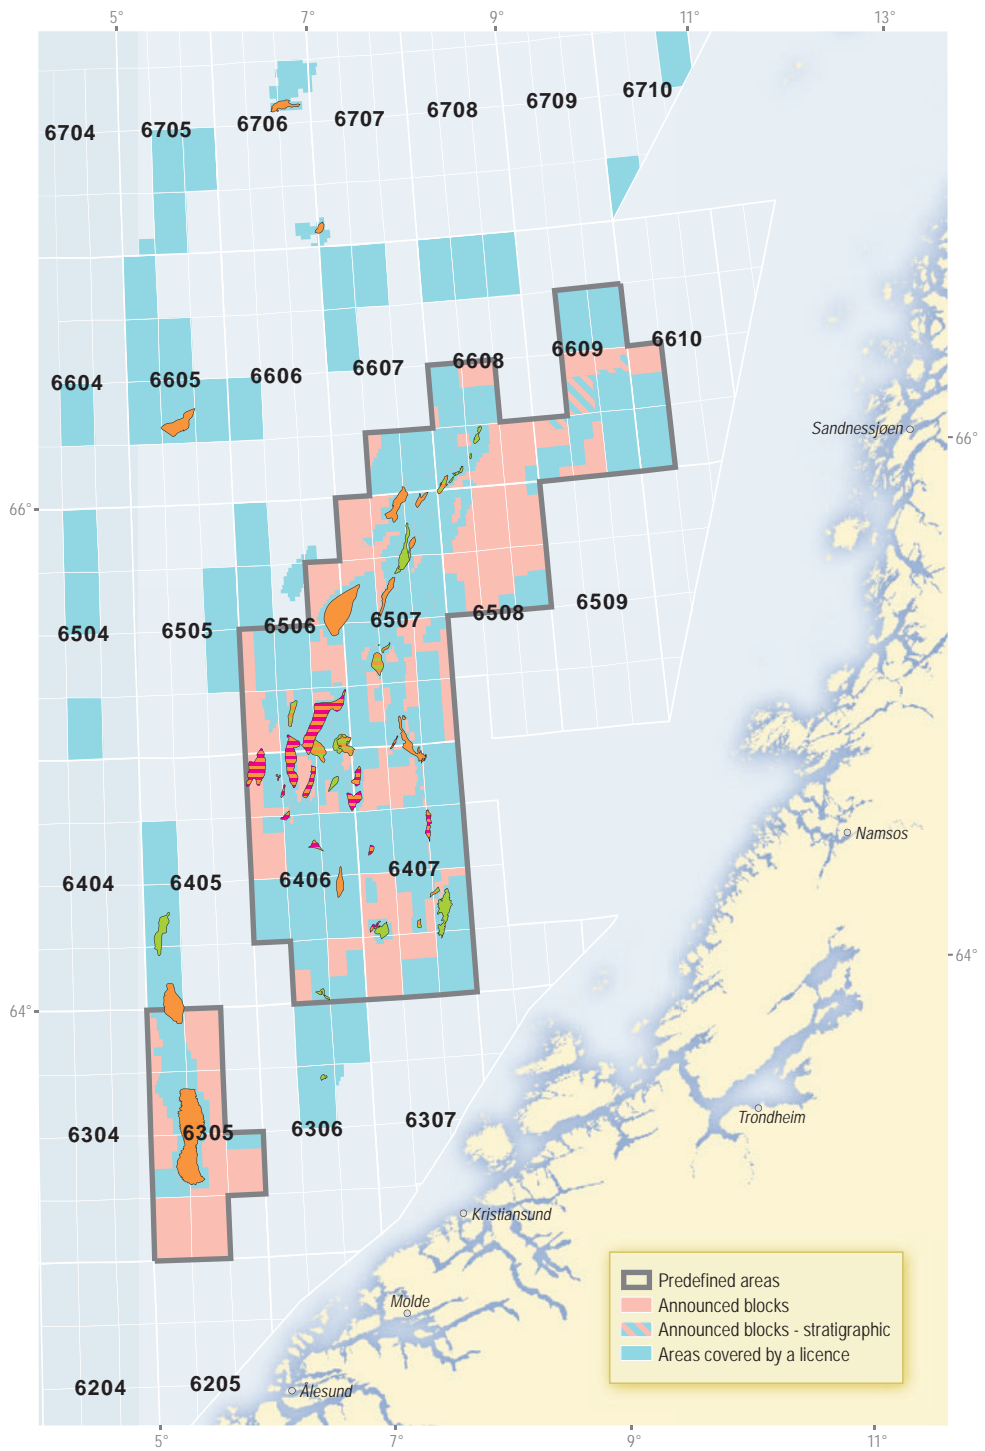 5° 7° 9° 11° 13°
6704 6705 6706 6707 6708 6709 6710
6604 6605 6606 6607 6608 6609 6610
Sandnessjøen
66°
66°
6504 6505 6506 6507 6508 6509
Namsos
6404 6405 6406 6407
64°
64°
Trondheim
6304 6305 6306 6307
Kristiansund
Predefined areas
Announced blocks
Announced blocks - stratigraphic
Areas covered by a licence
Molde
6204 6205
Ålesund
5° 7° 9° 11°